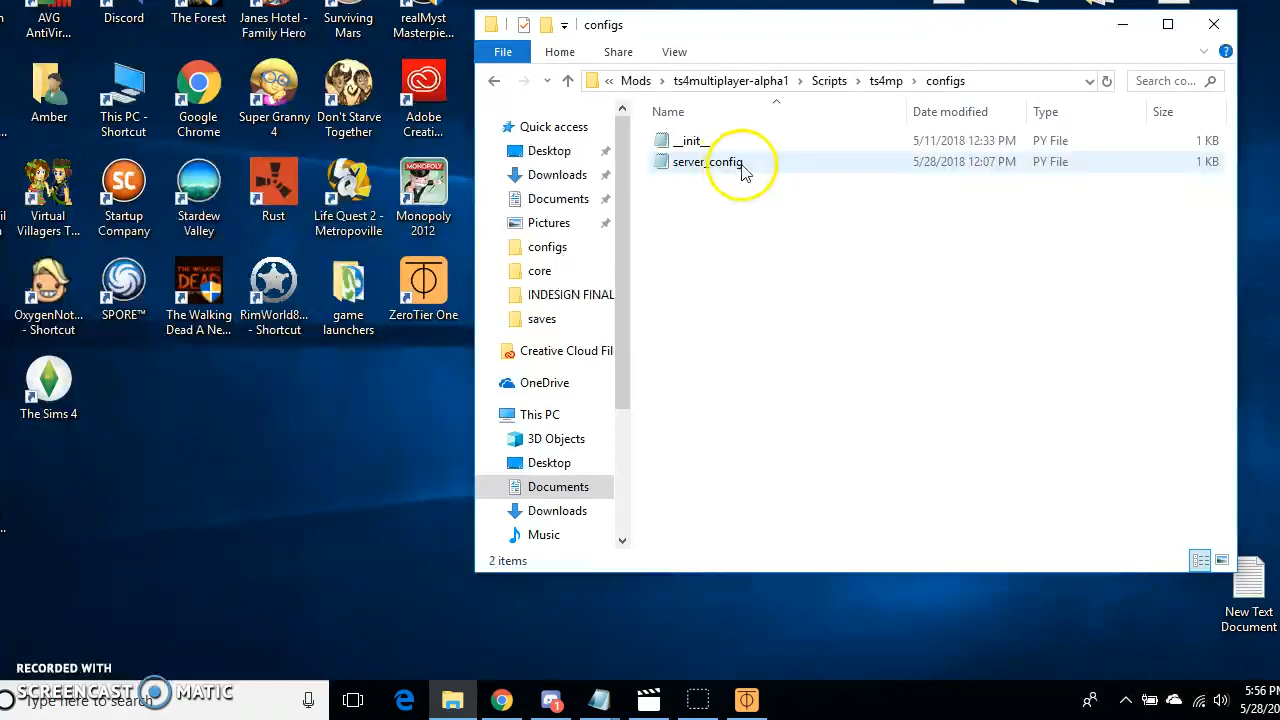 AVG
AntiVir...
Discord
The Forest
Janes Hotel -
Family Hero
Surviving
Mars
realMyst
Masterpie...
Amber
This PC -
Shortcut
Google
Chrome
Super Granny
4
Don't Starve
Together
Adobe
Creati...
Virtual
Villagers T...
Startup
Company
Stardew
Valley
Rust
Life Quest 2 -
Metropoville
Monopoly
2012
OxygenNot...
- Shortcut
SPORE™
The Walking
Dead A Ne...
RimWorld8...
- Shortcut
game
launchers
ZeroTier One
The Sims 4
configs
File Home Share View
« Mods > ts4multiplayer-alpha1 > Scripts > ts4mp > configs
Search co...
Name Date modified Type Size
__init__ 5/11/2018 12:33 PM PY File 1 KB
server_config 5/28/2018 12:07 PM PY File 1 KB
Quick access
Desktop
Downloads
Documents
Pictures
configs
core
INDESIGN FINAL
saves
Creative Cloud Fil
OneDrive
This PC
3D Objects
Desktop
Documents
Downloads
Music
2 items
New Text
Document
RECORDED WITH
SCREENCAST MATIC
Type here to search
5:56 PM
5/28/20